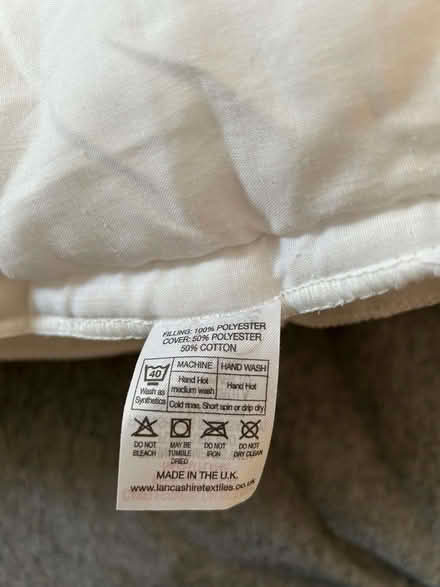 FILLING: 100% POLYESTER
COVER: 50% POLYESTER
50% COTTON
40
Wash as
Synthetics
MACHINE HAND WASH
Hand Hot
medium wash
Hand Hot
Cold rinse, Short spin or drip dry
DO NOT
BLEACH
MAY BE
TUMBLE
DRIED
DO NOT
IRON
DO NOT
DRY CLEAN
MADE IN THE U.K.
www.lancashiretextiles.co.uk